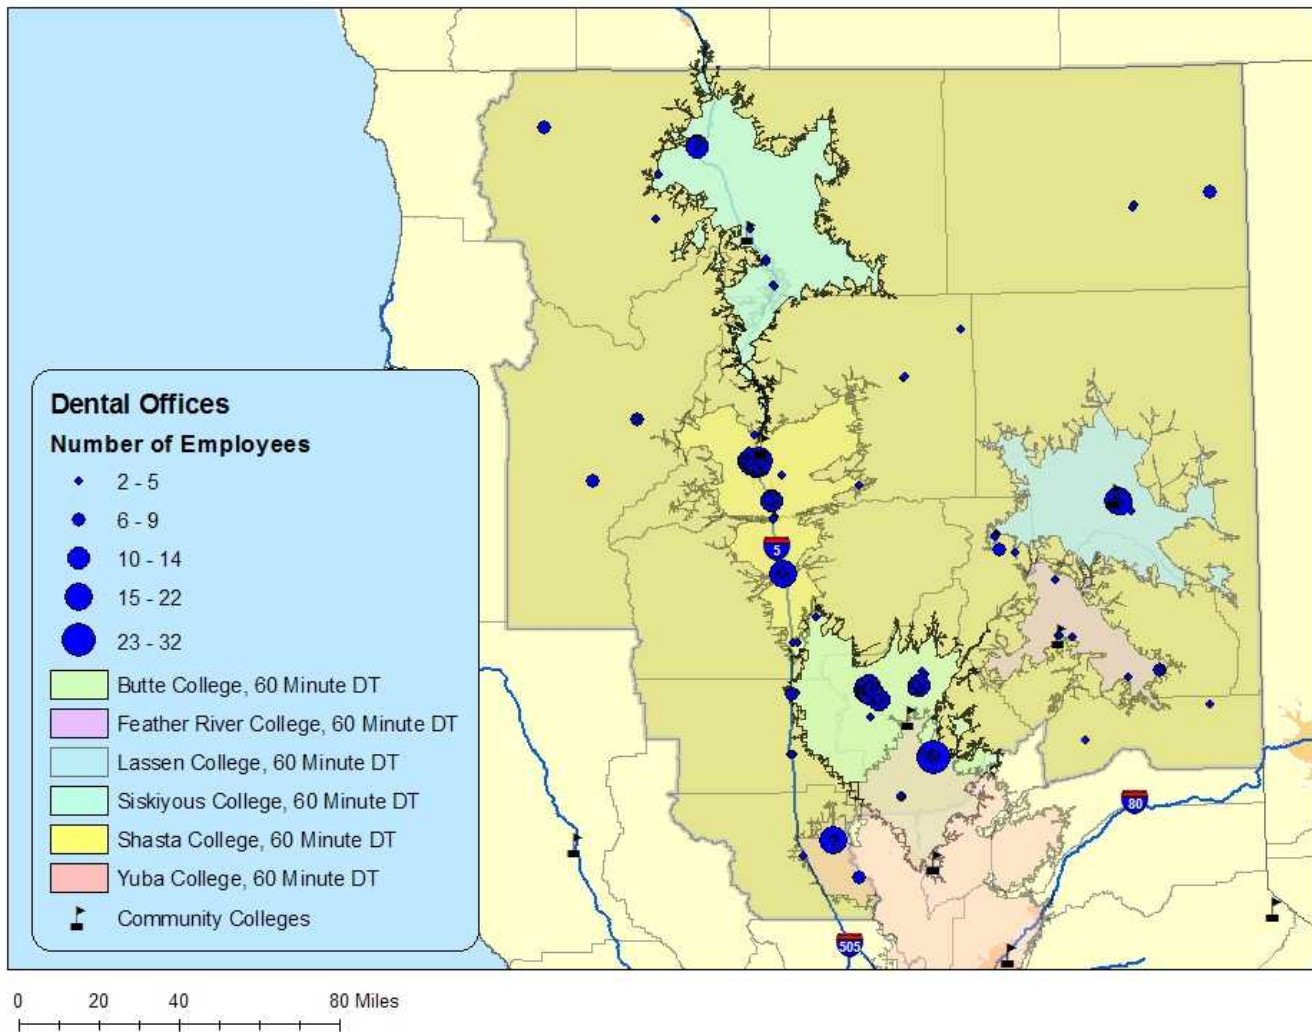 Dental Offices
Number of Employees
2 - 5
6 - 9
10 - 14
15 - 22
23 - 32
Butte College, 60 Minute DT
Feather River College, 60 Minute DT
Lassen College, 60 Minute DT
Siskiyous College, 60 Minute DT
Shasta College, 60 Minute DT
Yuba College, 60 Minute DT
Community Colleges
5
80
505
0 20 40 80 Miles